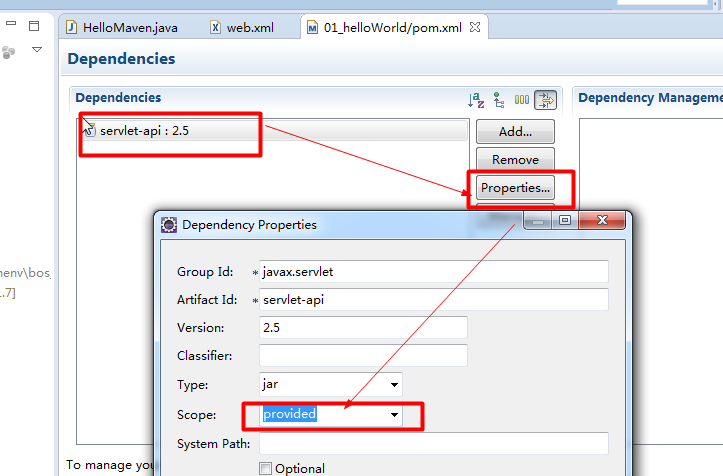 HelloMaven.java web.xml 01_helloWorld/pom.xml
Dependencies
Dependencies Dependency Manageme
servlet-api : 2.5
Add...
Remove
Properties...
Dependency Properties
Group Id: * javax.servlet
nenv\bos_
Artifact Id: * servlet-api
.7]
Version: 2.5
Classifier:
Type: jar
Scope: provided
System Path:
To manage you
Optional